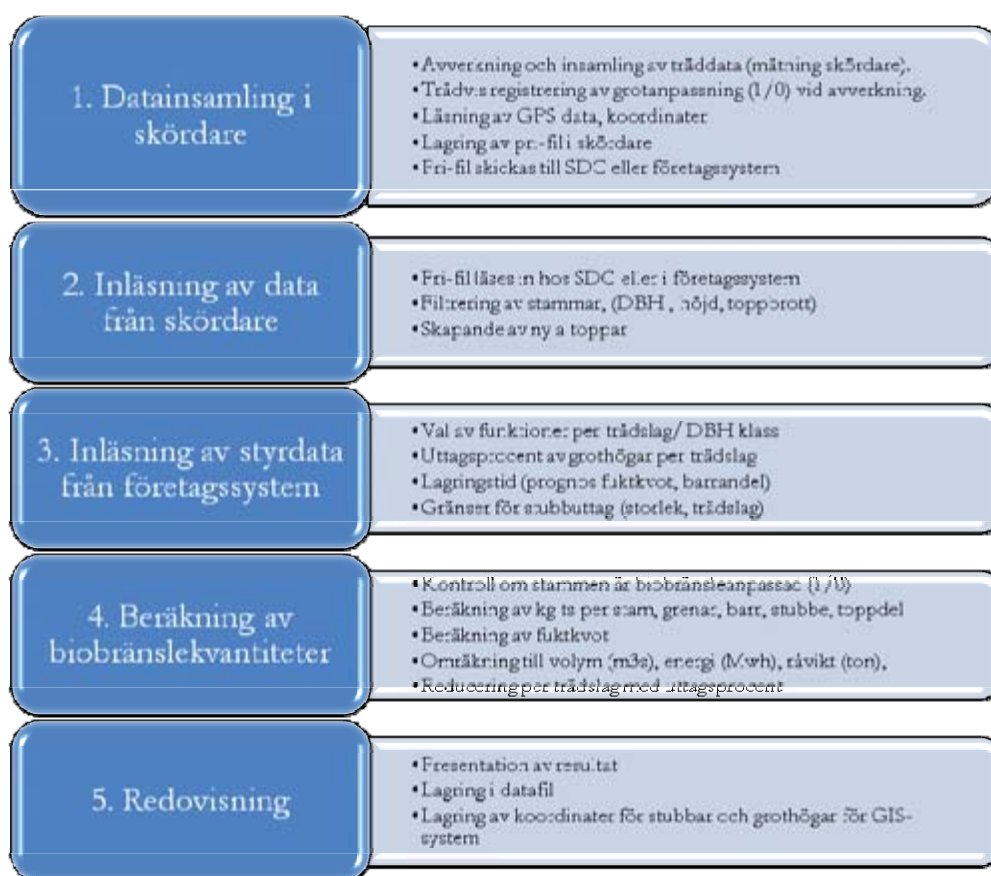 1. Datainsamling i
skördare
• Avverkning och insamling av träddata (mätning skördare).
• Trädvis registrering av grotanpassning (1/0) vid avverkning.
• Läsning av GPS data, koordinater
• Lagring av pri-fil i skördare
• Pri-fil skickas till SDC eller företagssystem
2. Inläsning av data
från skördare
• Pri-fil läses in hos SDC eller i företagssystem
• Filtrering av stammar, (DBH , höjd, toppbrott)
• Skapande av nya toppar
3. Inläsning av styrdata
från företagssystem
• Val av funktioner per trädslag/ DBH klass
• Uttagsprocent av grothögar per trädslag
• Lagringstid (prognos fuktkvot, barrandel)
• Gränser för stubbuttag (storlek, trädslag)
4. Beräkning av
biobränslekvantiteter
• Kontroll om stammen är biobränsleanpassad (1/0)
• Beräkning av kg ts per stam, grenar, barr, stubbe, toppdel
• Beräkning av fuktkvot
• Omräkning till volym (m3s), energi (Mwh), råvikt (ton),
• Reducering per trädslag med uttagsprocent
5. Redovisning
• Presentation av resultat
• Lagring i datafil
• Lagring av koordinater för stubbar och grothögar för GIS-
system